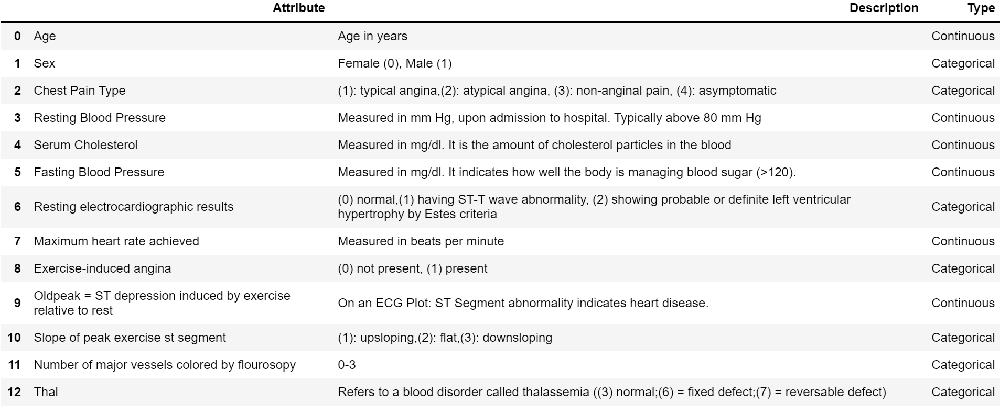 Attribute Description Type
0 Age Age in years Continuous
1 Sex Female (0), Male (1) Categorical
2 Chest Pain Type (1): typical angina,(2): atypical angina, (3): non-anginal pain, (4): asymptomatic Categorical
3 Resting Blood Pressure Measured in mm Hg, upon admission to hospital. Typically above 80 mm Hg Continuous
4 Serum Cholesterol Measured in mg/dl. It is the amount of cholesterol particles in the blood Continuous
5 Fasting Blood Pressure Measured in mg/dl. It indicates how well the body is managing blood sugar (>120). Continuous
6 Resting electrocardiographic results (0) normal,(1) having ST-T wave abnormality, (2) showing probable or definite left ventricular
hypertrophy by Estes criteria Categorical
7 Maximum heart rate achieved Measured in beats per minute Continuous
8 Exercise-induced angina (0) not present, (1) present Categorical
9 Oldpeak = ST depression induced by exercise
relative to rest On an ECG Plot: ST Segment abnormality indicates heart disease. Continuous
10 Slope of peak exercise st segment (1): upsloping,(2): flat,(3): downsloping Categorical
11 Number of major vessels colored by flourosopy 0-3 Categorical
12 Thal Refers to a blood disorder called thalassemia ((3) normal;(6) = fixed defect;(7) = reversable defect) Categorical